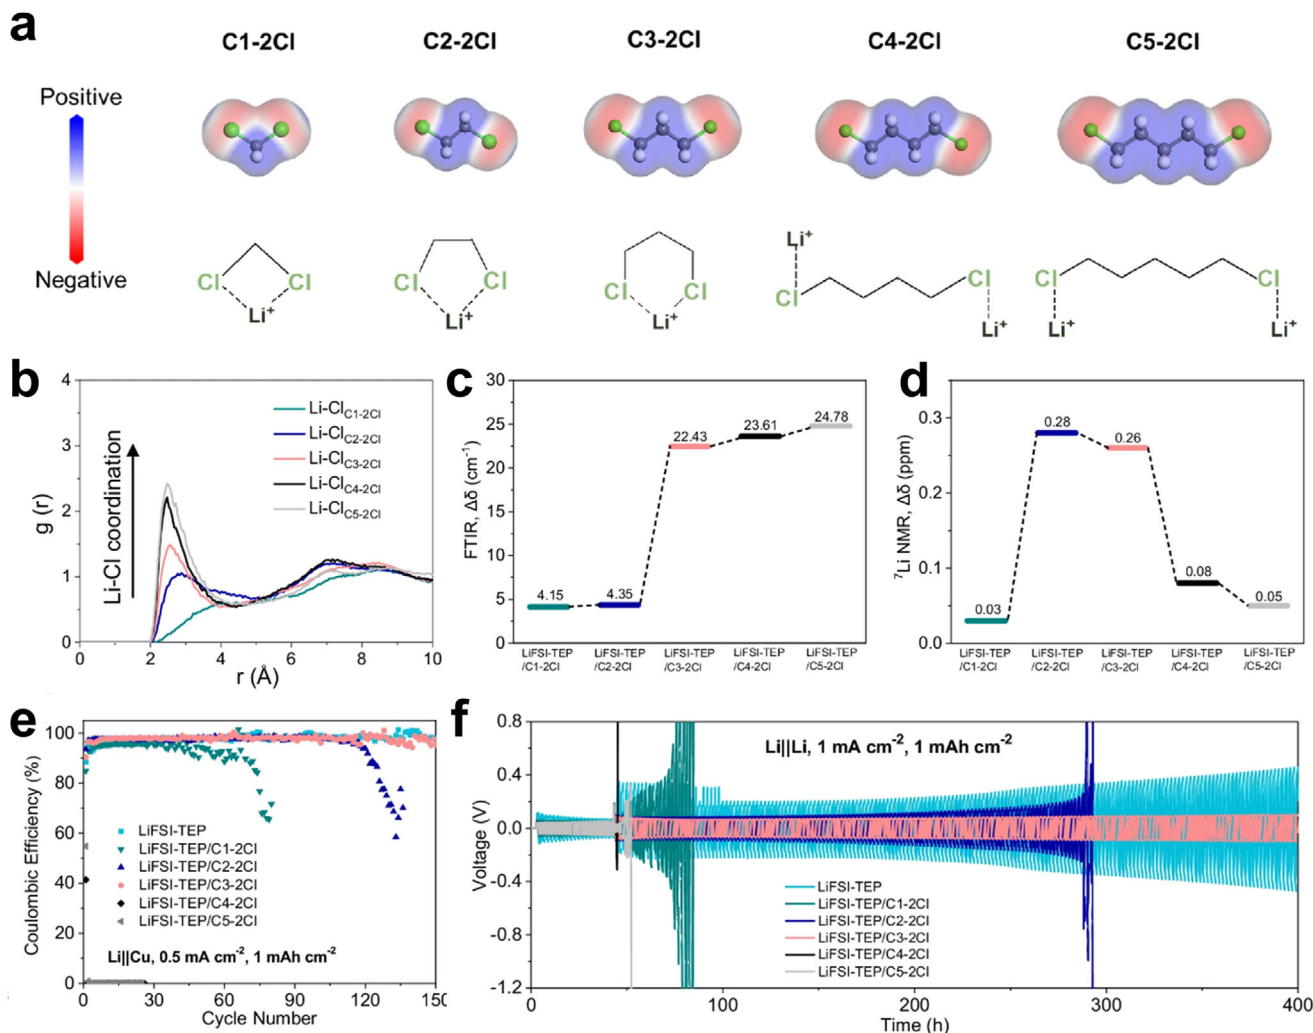 a
C1-2Cl C2-2Cl C3-2Cl C4-2Cl C5-2Cl
Positive
Negative
Cl Cl Li⁺
Cl Cl Li⁺
Cl Cl Li⁺
Li⁺ Cl Cl Li⁺
Cl Cl Li⁺ Li⁺
b
g (r)
4
3
2
1
0
Li-Cl coordination
Li-Cl_C1-2Cl
Li-Cl_C2-2Cl
Li-Cl_C3-2Cl
Li-Cl_C4-2Cl
Li-Cl_C5-2Cl
0 2 4 6 8 10
r (Å)
c
FTIR, Δδ (cm⁻¹)
30
25
20
15
10
5
0
4.15 4.35 22.43 23.61 24.78
LiFSI-TEP LiFSI-TEP LiFSI-TEP LiFSI-TEP LiFSI-TEP
/C1-2Cl /C2-2Cl /C3-2Cl /C4-2Cl /C5-2Cl
d
⁷Li NMR, Δδ (ppm)
0.3
0.2
0.1
0.0
0.03 0.28 0.26 0.08 0.05
LiFSI-TEP LiFSI-TEP LiFSI-TEP LiFSI-TEP LiFSI-TEP
/C1-2Cl /C2-2Cl /C3-2Cl /C4-2Cl /C5-2Cl
e
Coulombic Efficiency (%)
100
80
60
40
20
0
LiFSI-TEP
LiFSI-TEP/C1-2Cl
LiFSI-TEP/C2-2Cl
LiFSI-TEP/C3-2Cl
LiFSI-TEP/C4-2Cl
LiFSI-TEP/C5-2Cl
Li||Cu, 0.5 mA cm⁻², 1 mAh cm⁻²
0 30 60 90 120 150
Cycle Number
f
Voltage (V)
0.8
0.4
0.0
-0.4
-0.8
-1.2
Li||Li, 1 mA cm⁻², 1 mAh cm⁻²
LiFSI-TEP
LiFSI-TEP/C1-2Cl
LiFSI-TEP/C2-2Cl
LiFSI-TEP/C3-2Cl
LiFSI-TEP/C4-2Cl
LiFSI-TEP/C5-2Cl
0 100 200 300 400
Time (h)